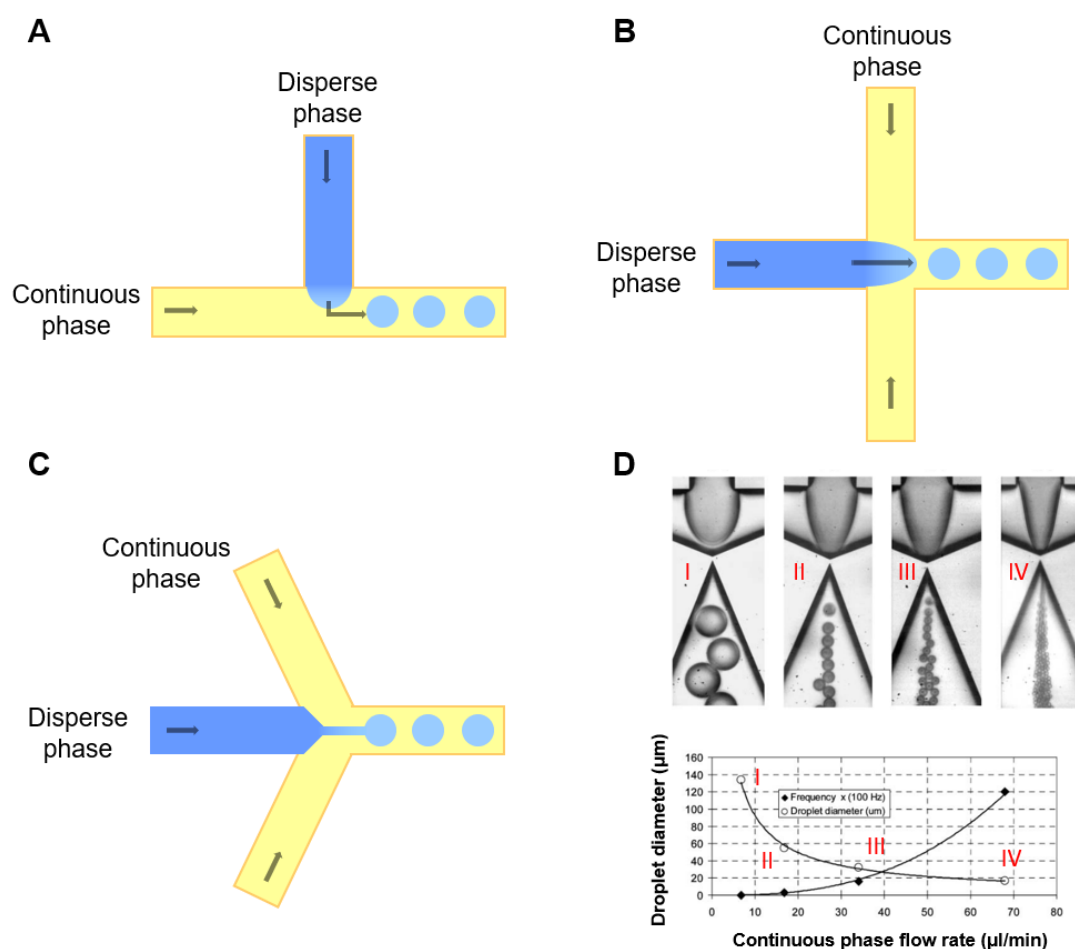 A
Disperse
phase
Continuous
phase
B
Continuous
phase
Disperse
phase
C
Continuous
phase
Disperse
phase
D
I
II
III
IV
Droplet diameter (µm)
160
140
120
100
80
60
40
20
0
I
II
III
IV
Frequency x (100 Hz)
Droplet diameter (um)
0 10 20 30 40 50 60 70 80
Continuous phase flow rate (µl/min)